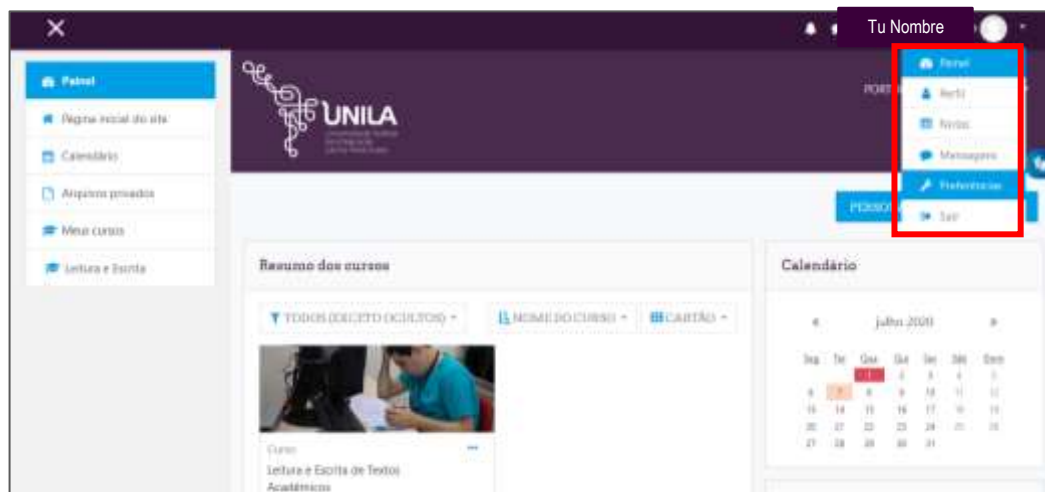 Tu Nombre
Painel
Página inicial do site
Calendário
Arquivos privados
Meus cursos
Leitura e Escrita
UNILA
PORT
Painel
Perfil
Notas
Mensagens
Preferências
Sair
PERSO
Resumo dos cursos
TODOS (EXCETO OCULTOS)
NOME DO CURSO
CARTÃO
Curso
Leitura e Escrita de Textos
Acadêmicos
Calendário
« julho 2020 »
Seg Ter Qua Qui Sex Sáb Dom
1 2 3 4 5
6 7 8 9 10 11 12
13 14 15 16 17 18 19
20 21 22 23 24 25 26
27 28 29 30 31